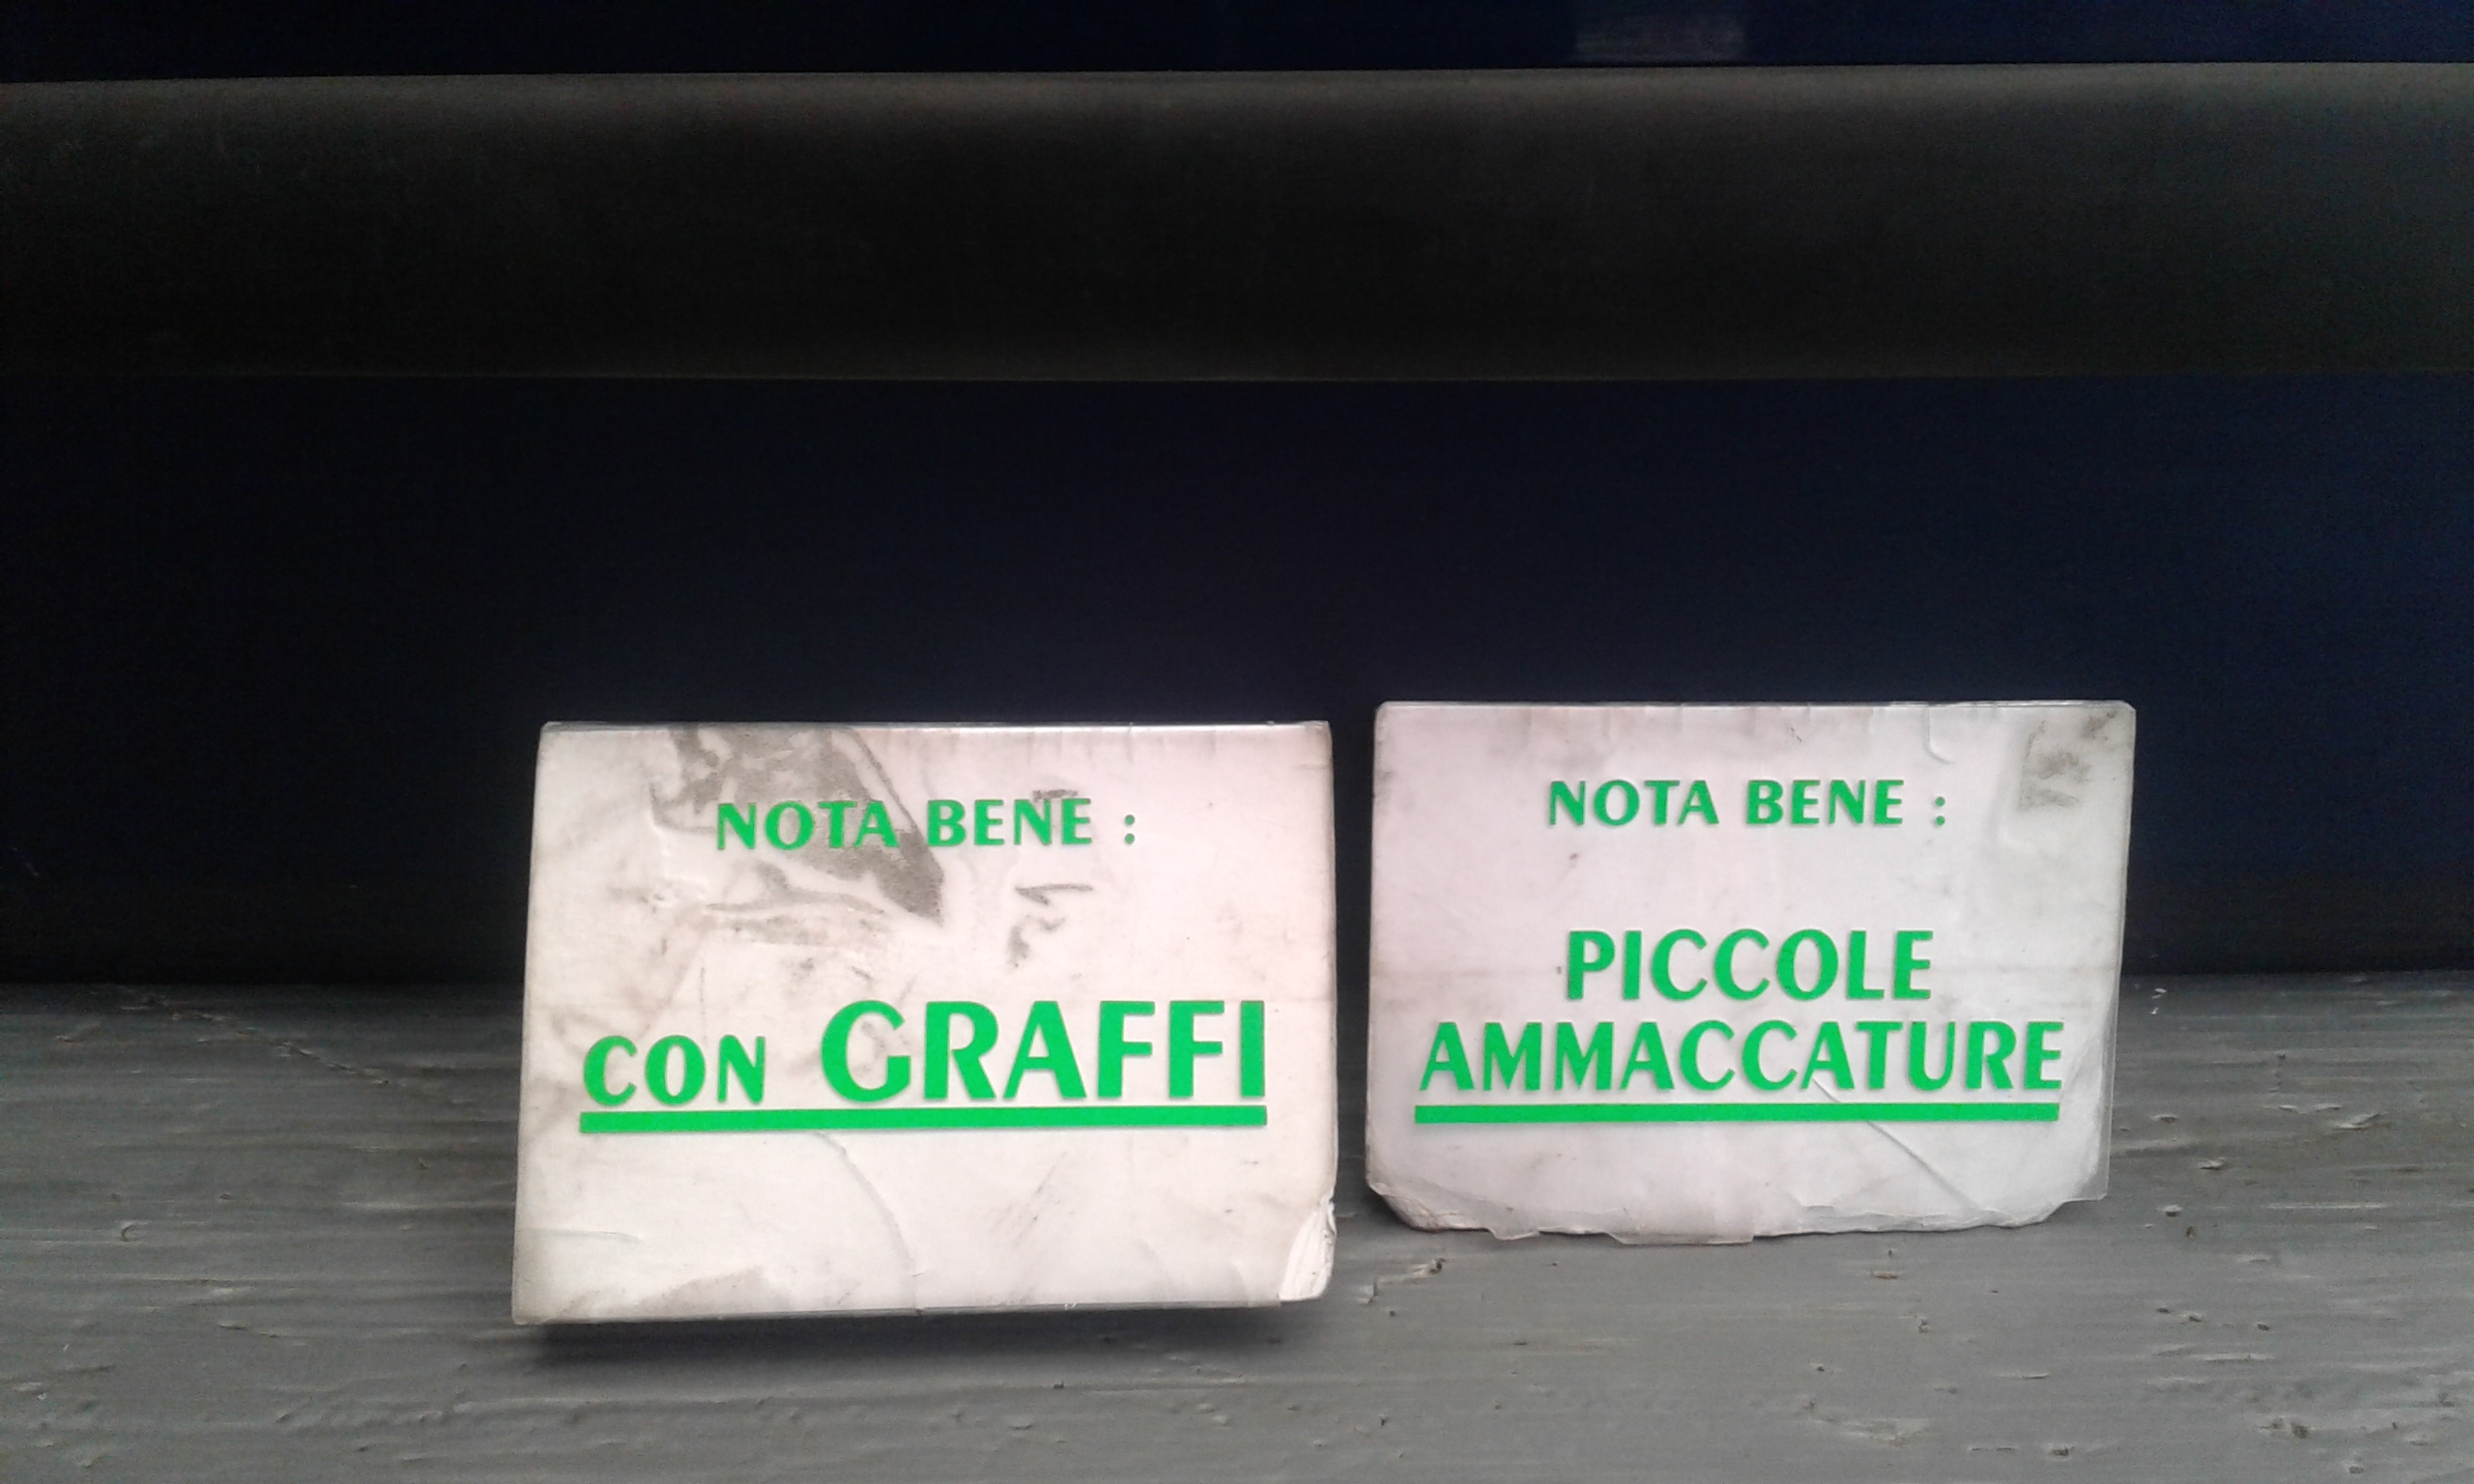 NOTA BENE :
CON GRAFFI
NOTA BENE :
PICCOLE
AMMACCATURE